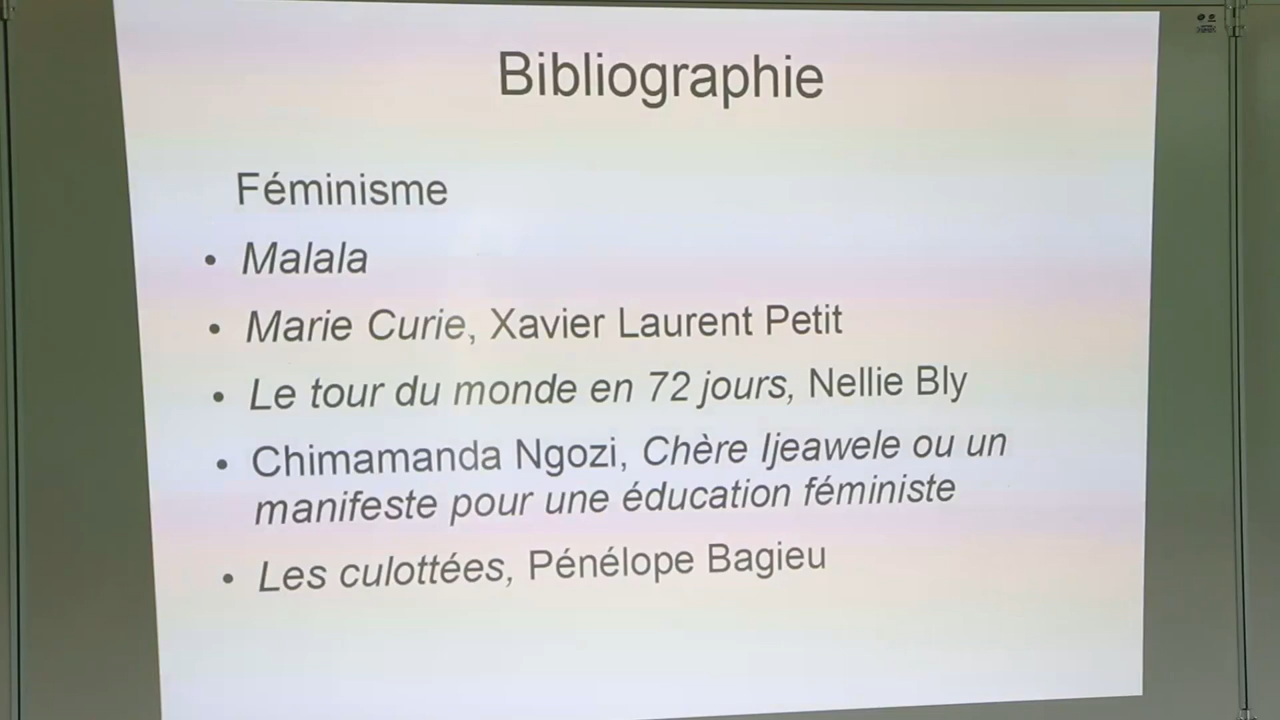 Bibliographie
Féminisme
• Malala
• Marie Curie, Xavier Laurent Petit
• Le tour du monde en 72 jours, Nellie Bly
• Chimamanda Ngozi, Chère Ijeawele ou un
manifeste pour une éducation féministe
• Les culottées, Pénélope Bagieu